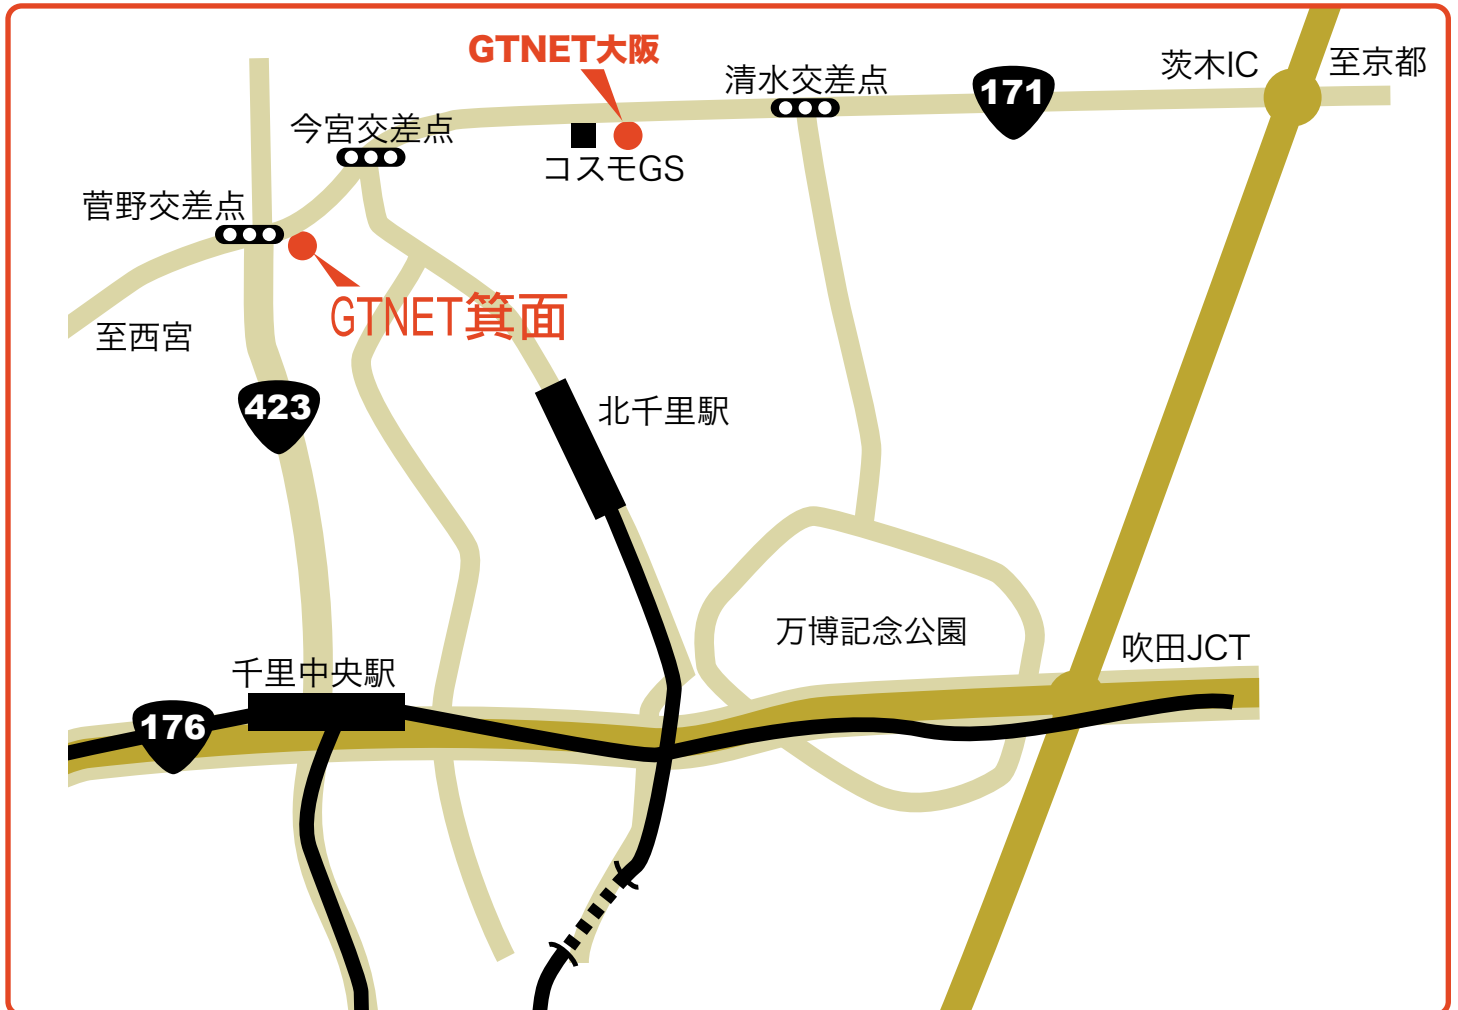 GTNET大阪
茨木IC
至京都
清水交差点
171
今宮交差点
コスモGS
菅野交差点
GTNET箕面
至西宮
423
北千里駅
万博記念公園
吹田JCT
千里中央駅
176